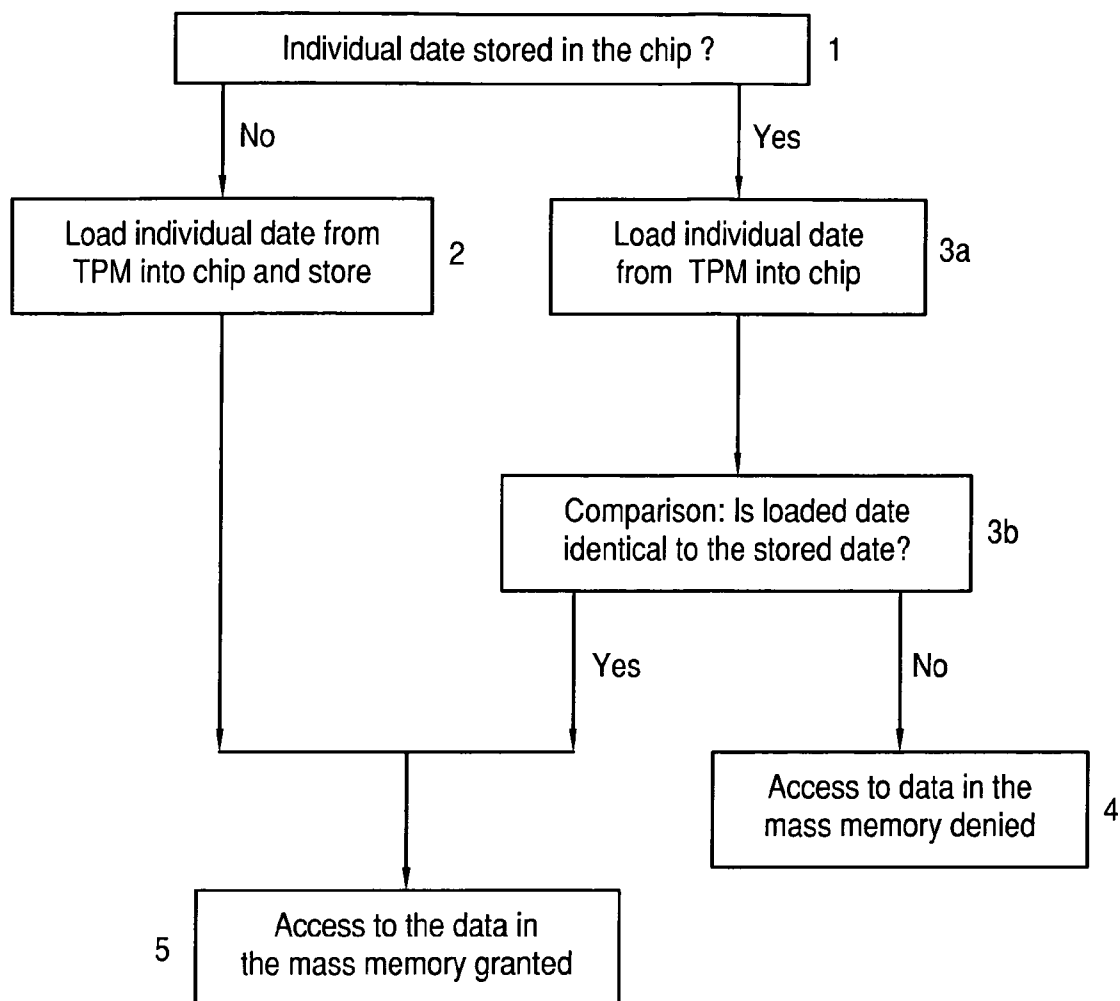 Individual date stored in the chip ?
1
No
Yes
Load individual date from
TPM into chip and store
2
Load individual date
from TPM into chip
3a
Comparison: Is loaded date
identical to the stored date?
3b
Yes
No
Access to data in the
mass memory denied
4
5
Access to the data in
the mass memory granted